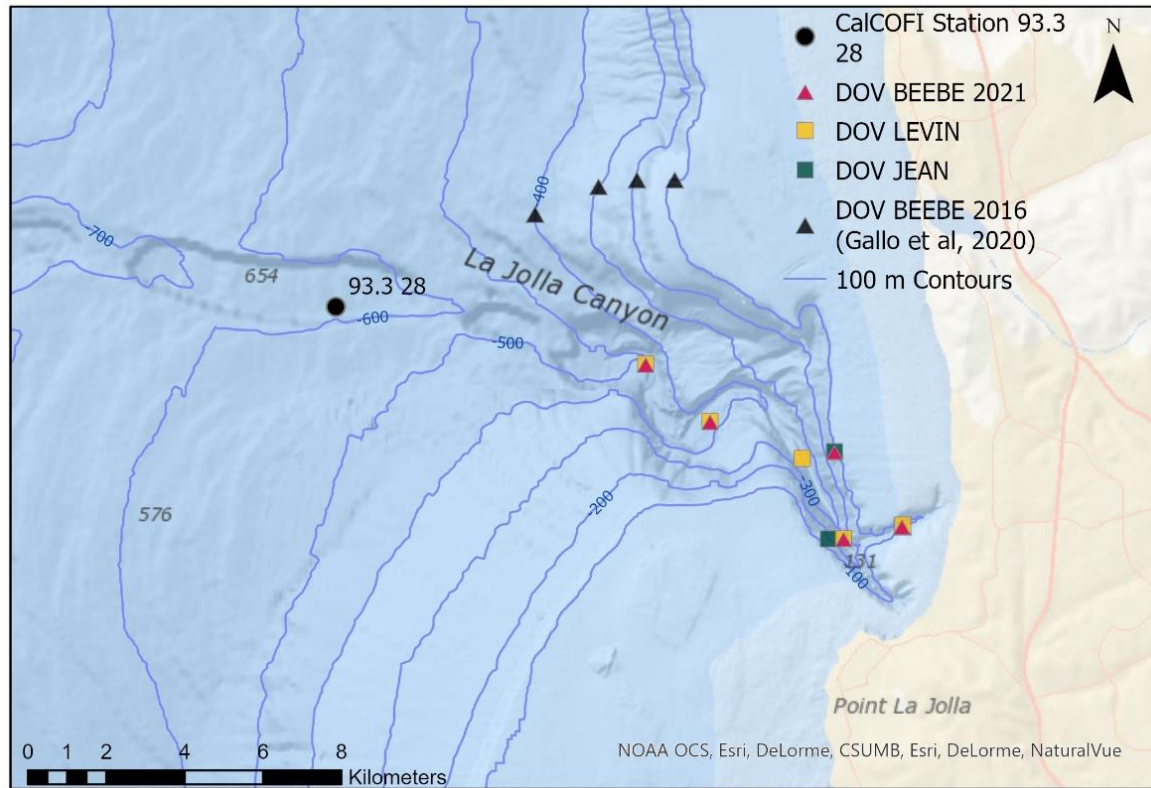 CalCOFI Station 93.3
28
DOV BEEBE 2021
DOV LEVIN
DOV JEAN
DOV BEEBE 2016
(Gallo et al, 2020)
100 m Contours
N
-400
-700
654
La Jolla Canyon
93.3 28
-600
-500
-300
-200
576
131
-100
Point La Jolla
0 1 2 4 6 8
Kilometers
NOAA OCS, Esri, DeLorme, CSUMB, Esri, DeLorme, NaturalVue